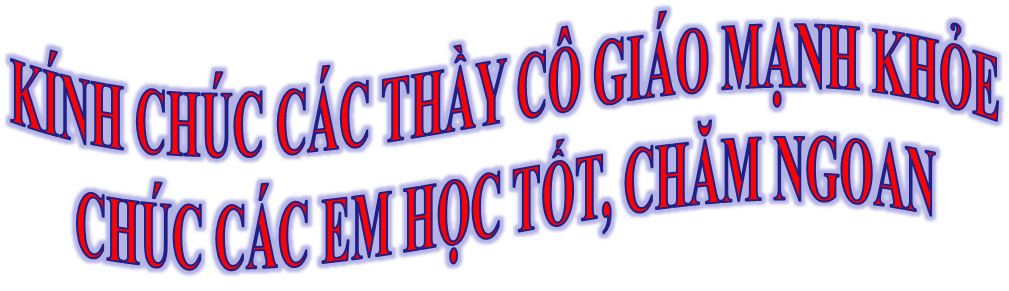 KÍNH CHÚC CÁC THẦY CÔ GIÁO MẠNH KHỎE
CHÚC CÁC EM HỌC TỐT, CHĂM NGOAN